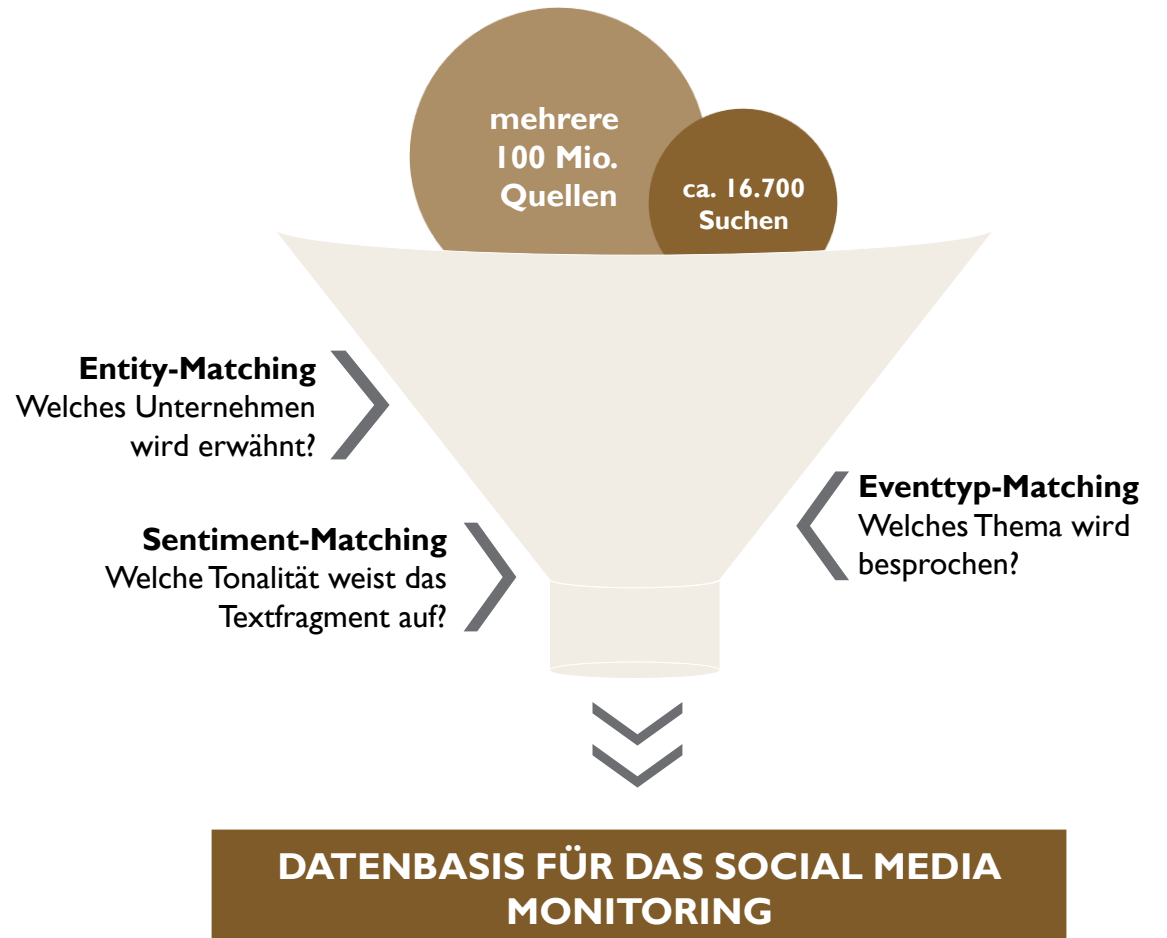 mehrere
100 Mio.
Quellen
ca. 16.700
Suchen
Entity-Matching
Welches Unternehmen
wird erwähnt?
Eventtyp-Matching
Welches Thema wird
besprochen?
Sentiment-Matching
Welche Tonalität weist das
Textfragment auf?
DATENBASIS FÜR DAS SOCIAL MEDIA
MONITORING